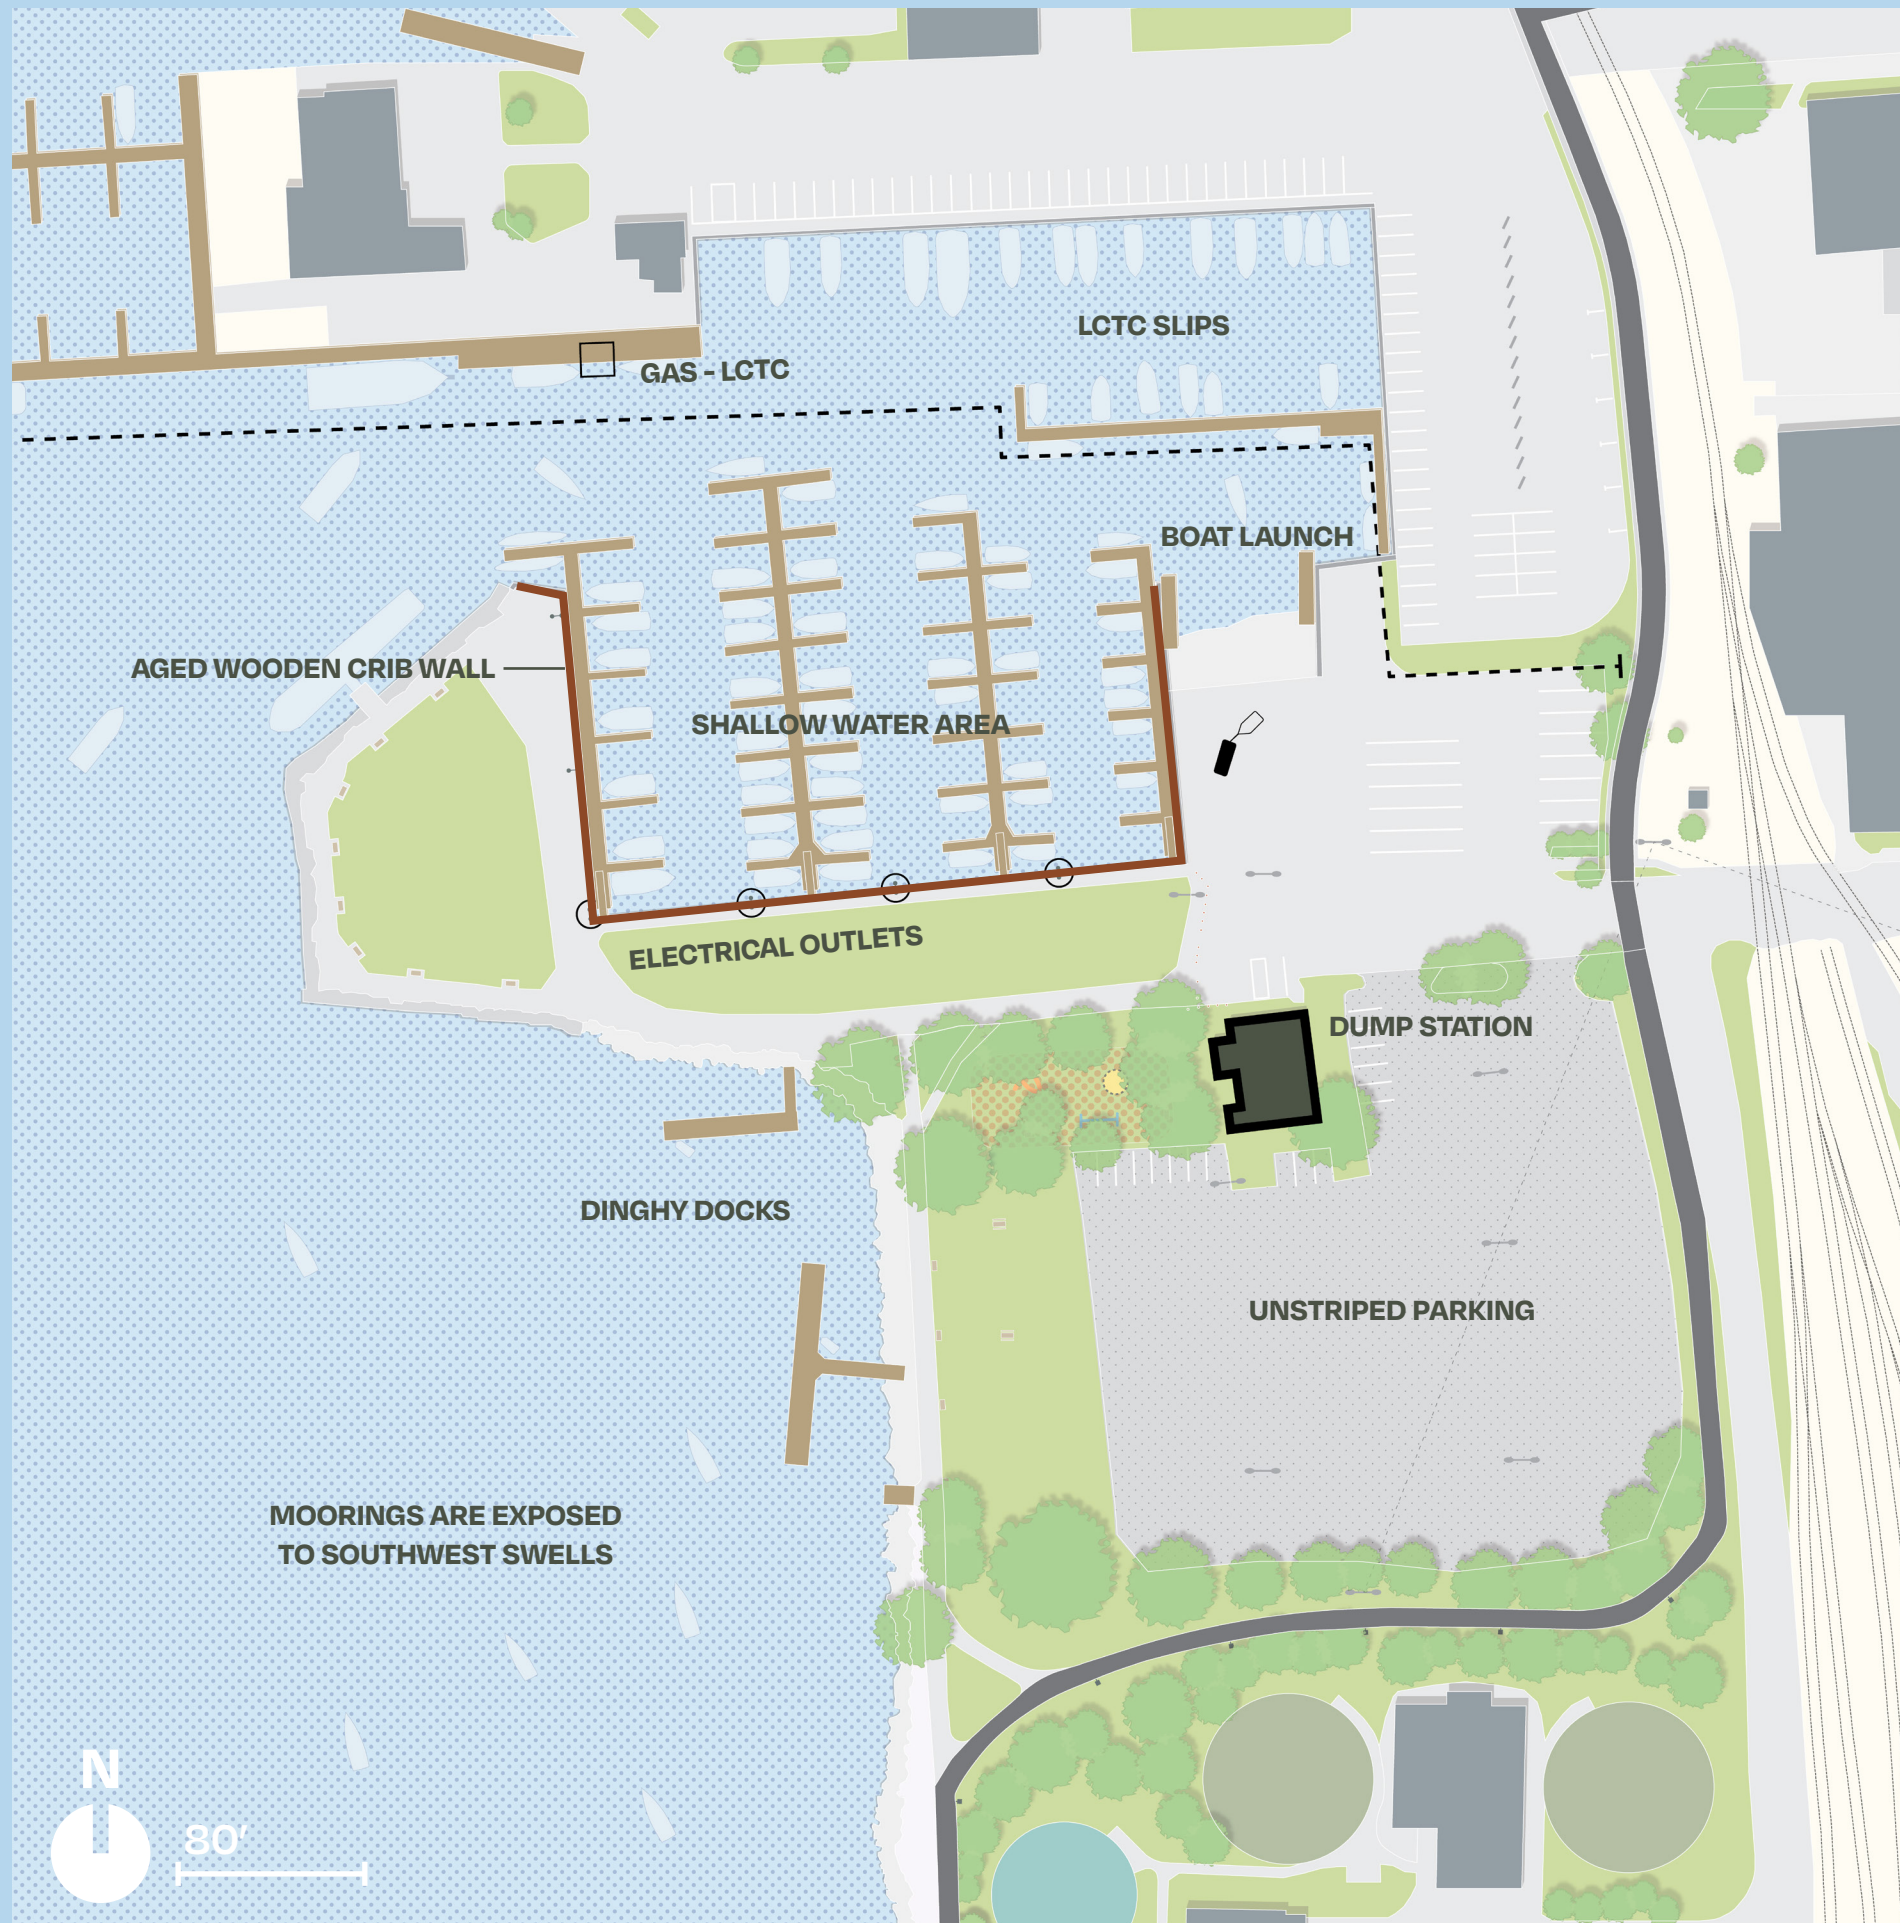 LCTC SLIPS
GAS - LCTC
BOAT LAUNCH
AGED WOODEN CRIB WALL
SHALLOW WATER AREA
ELECTRICAL OUTLETS
DUMP STATION
DINGHY DOCKS
UNSTRIPED PARKING
MOORINGS ARE EXPOSED
TO SOUTHWEST SWELLS
N
80'